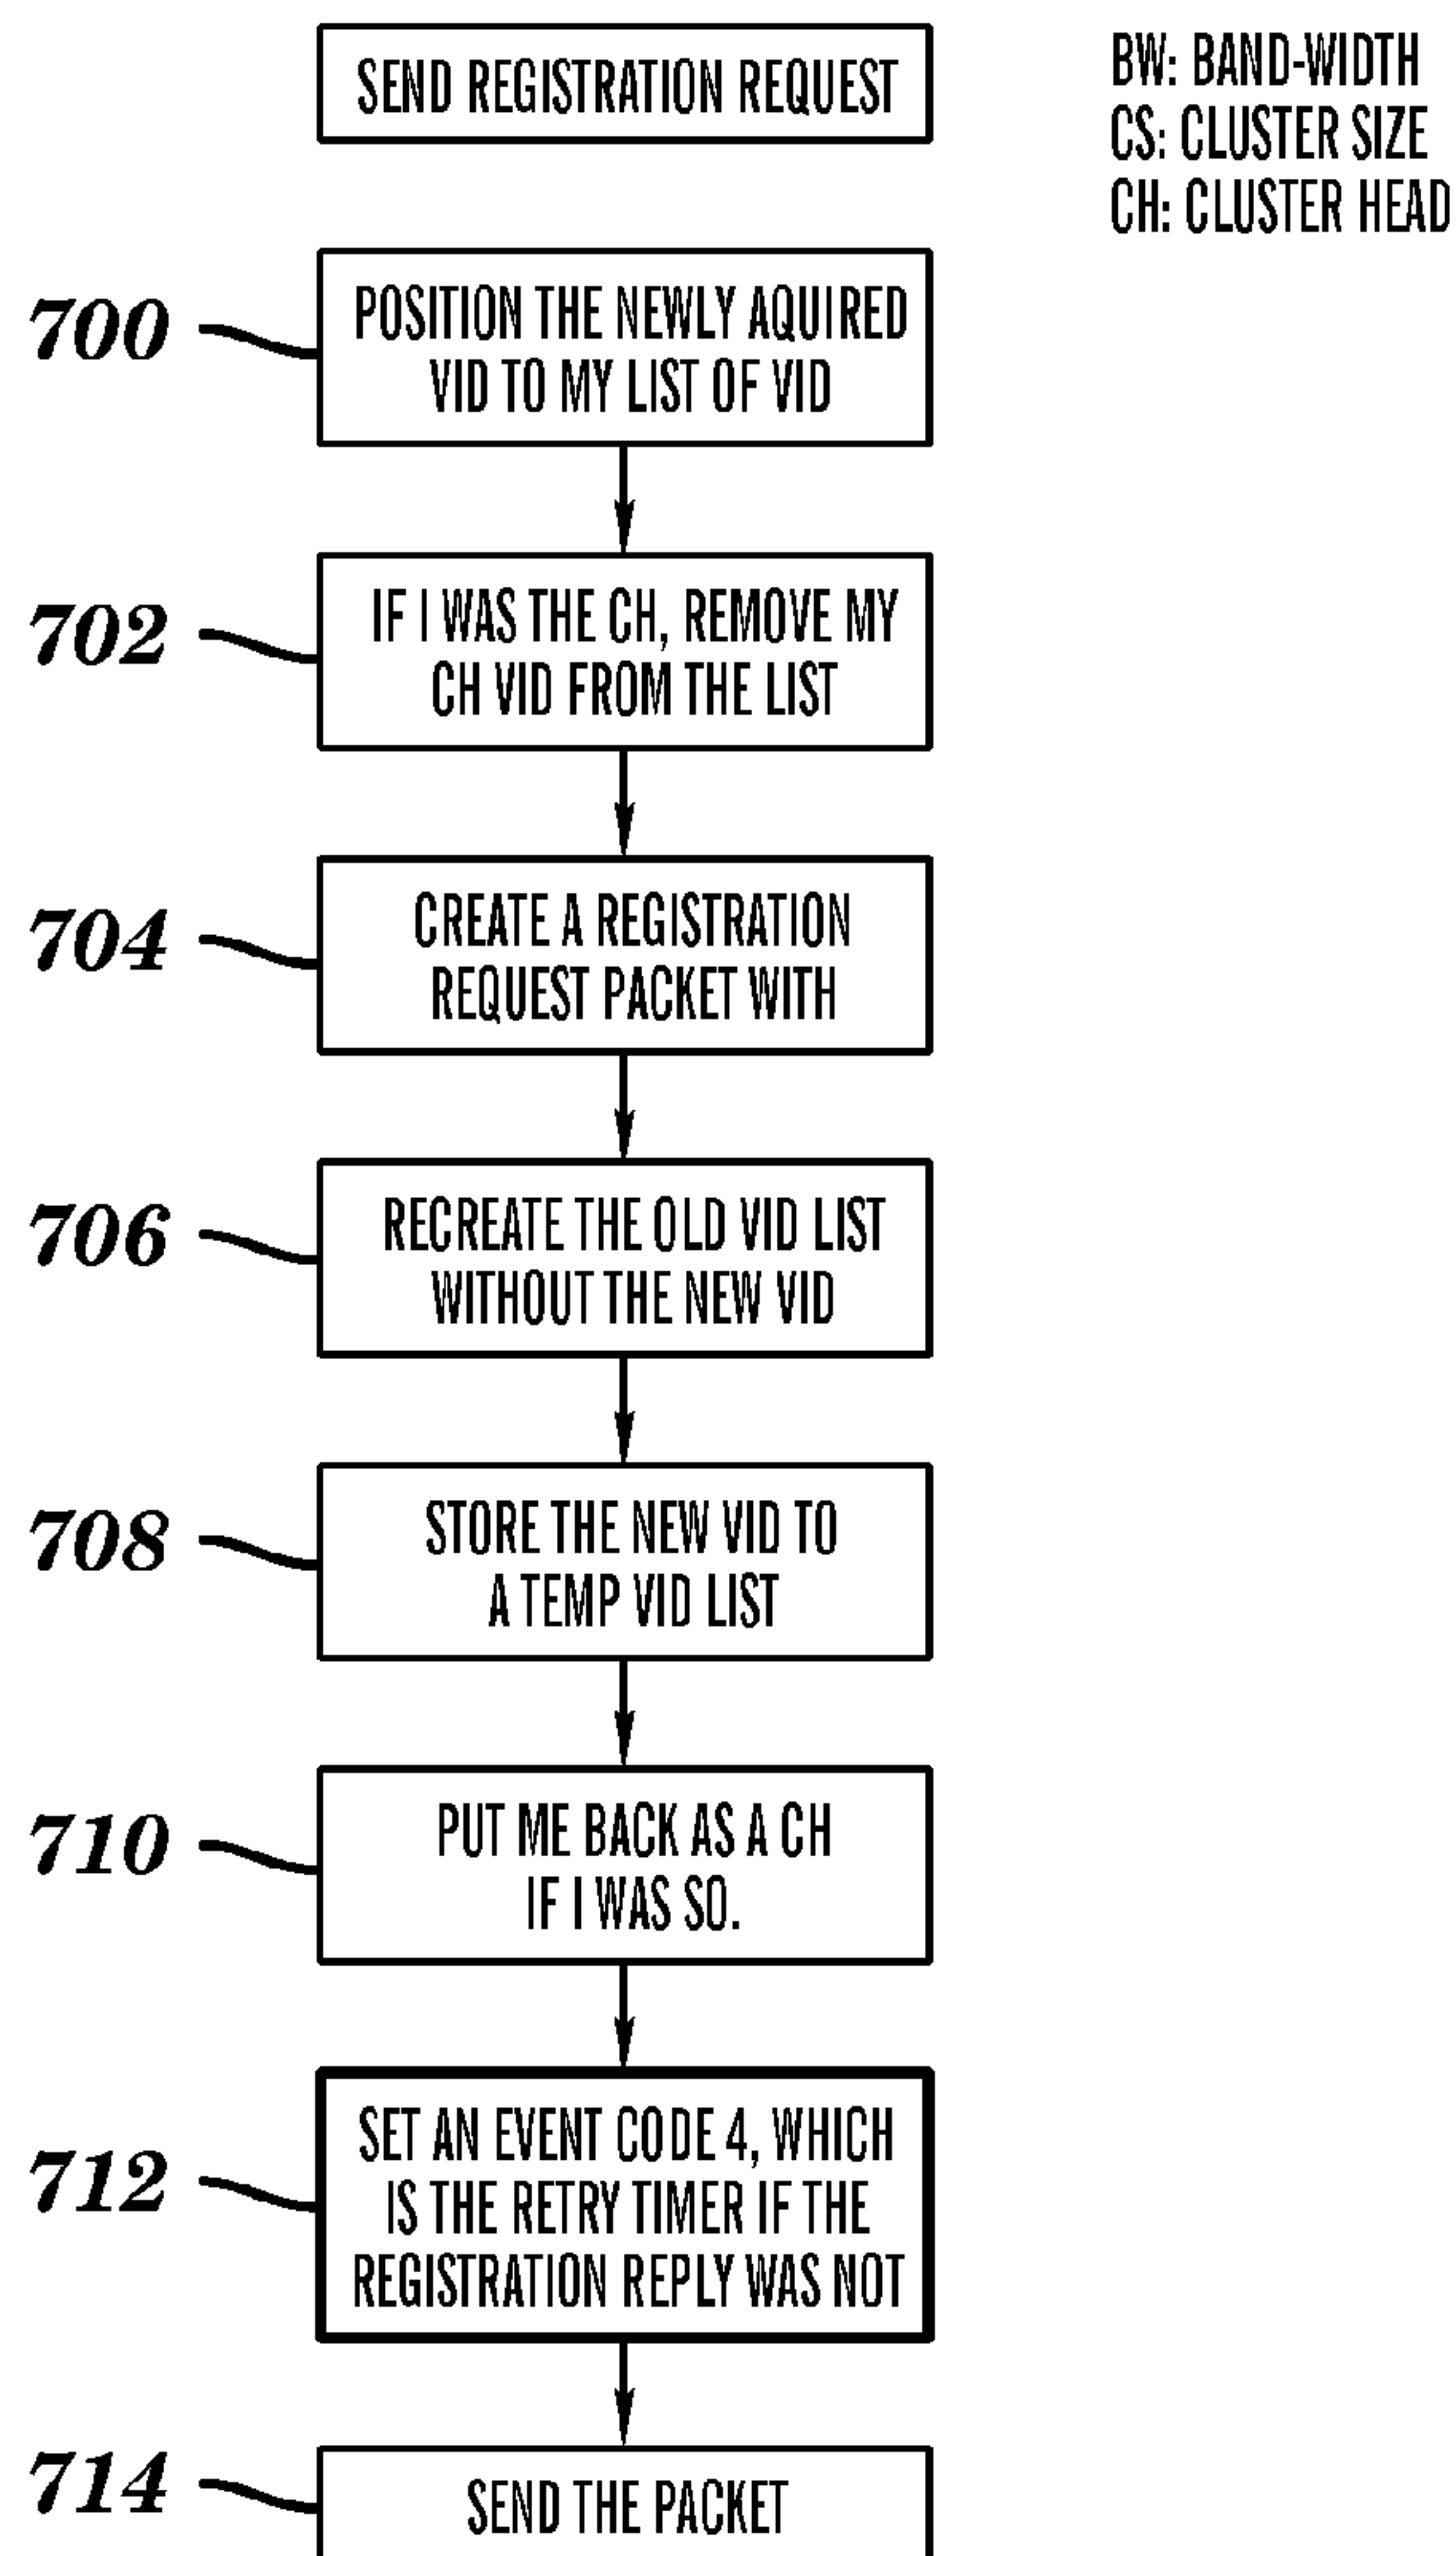 SEND REGISTRATION REQUEST
BW: BAND-WIDTH
CS: CLUSTER SIZE
CH: CLUSTER HEAD
700
POSITION THE NEWLY AQUIRED
VID TO MY LIST OF VID
702
IF I WAS THE CH, REMOVE MY
CH VID FROM THE LIST
704
CREATE A REGISTRATION
REQUEST PACKET WITH
706
RECREATE THE OLD VID LIST
WITHOUT THE NEW VID
708
STORE THE NEW VID TO
A TEMP VID LIST
710
PUT ME BACK AS A CH
IF I WAS SO.
712
SET AN EVENT CODE 4, WHICH
IS THE RETRY TIMER IF THE
REGISTRATION REPLY WAS NOT
714
SEND THE PACKET